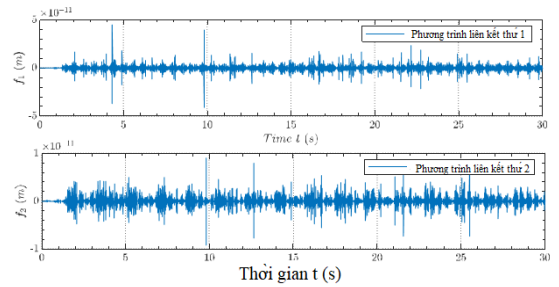 5 ×10⁻¹¹
Phương trình liên kết thứ 1
f₁ (m)
0
-5
0 5 10 15 20 25 30
Time t (s)
1 ×10⁻¹¹
Phương trình liên kết thứ 2
f₂ (m)
0
-1
0 5 10 15 20 25 30
Thời gian t (s)